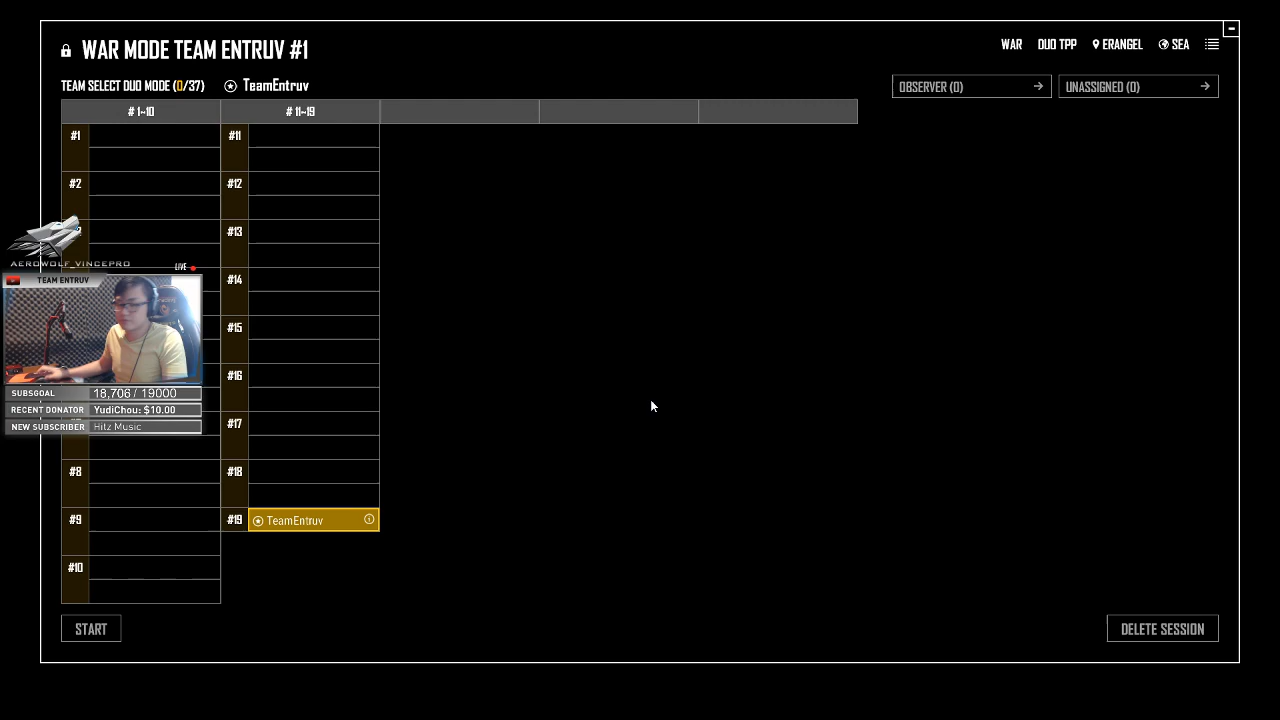 WAR MODE TEAM ENTRUV #1
WAR DUO TPP ERANGEL SEA
TEAM SELECT DUO MODE (0/37) TeamEntruv
OBSERVER (0) UNASSIGNED (0)
# 1~10 # 11~19
#1 #11
#2 #12
#13
AEROWOLF_VINCEPRO
LIVE
TEAM ENTRUV
#14
#15
#16
SUBSGOAL 18,706 / 19000
RECENT DONATOR YudiChou: $10.00
NEW SUBSCRIBER Hitz Music
#17
#8 #18
#9 #19 TeamEntruv
#10
START DELETE SESSION